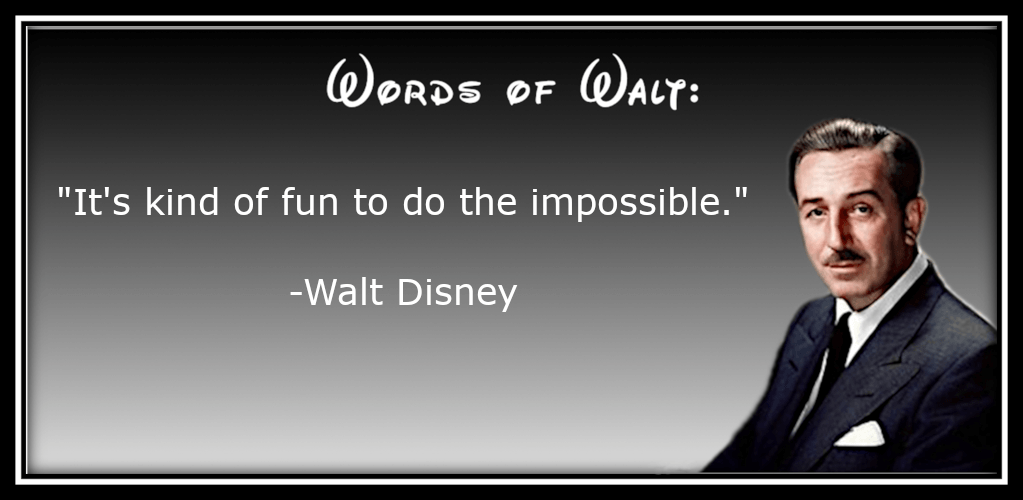 Words of Walt:
"It's kind of fun to do the impossible."
-Walt Disney